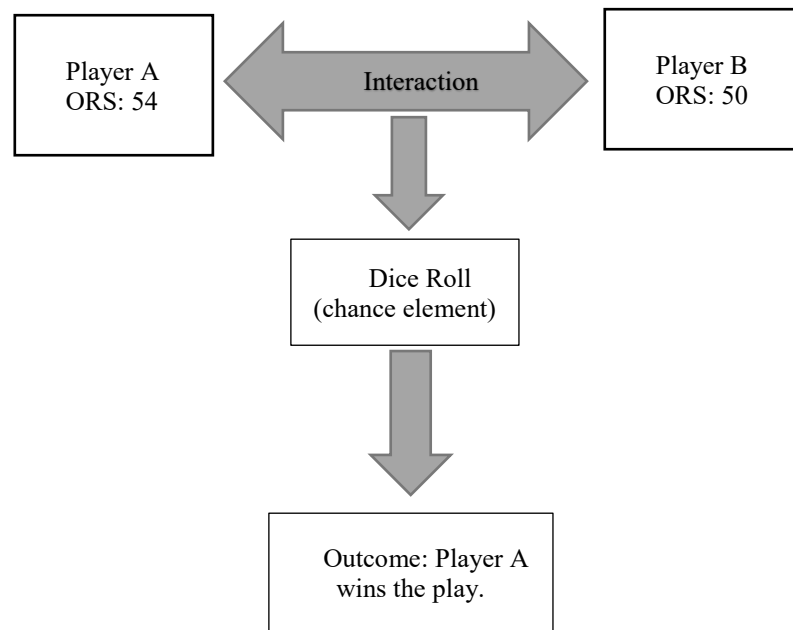 Player A
ORS: 54
Interaction
Player B
ORS: 50
Dice Roll
(chance element)
Outcome: Player A
wins the play.